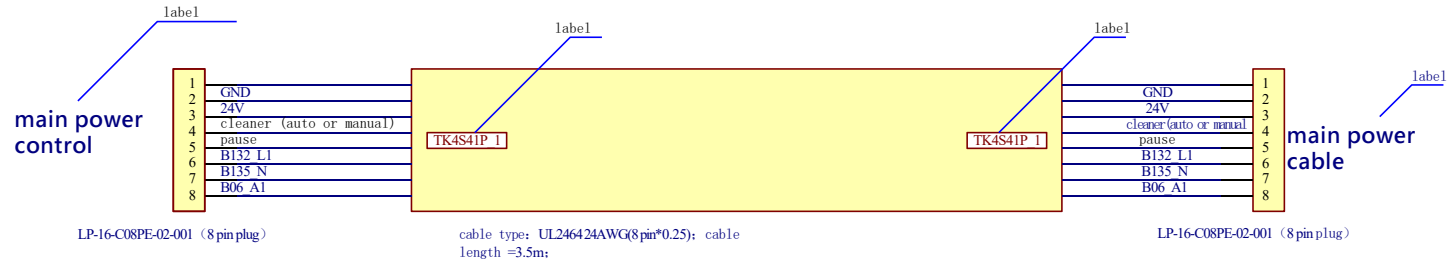 label
label
label
label
1
GND
2
24V
3
cleaner (auto or manual)
4
pause
5
B132_L1
6
B135_N
7
B06_A1
8
main power
control
TK4S41P_1
TK4S41P_1
1
GND
2
24V
3
cleaner(auto or manual
4
pause
5
B132_L1
6
B135_N
7
B06_A1
8
main power
cable
LP-16-C08PE-02-001（8 pin plug）
cable type：UL2464 24AWG(8 pin*0.25)；cable
length =3.5m；
LP-16-C08PE-02-001（8 pin plug）